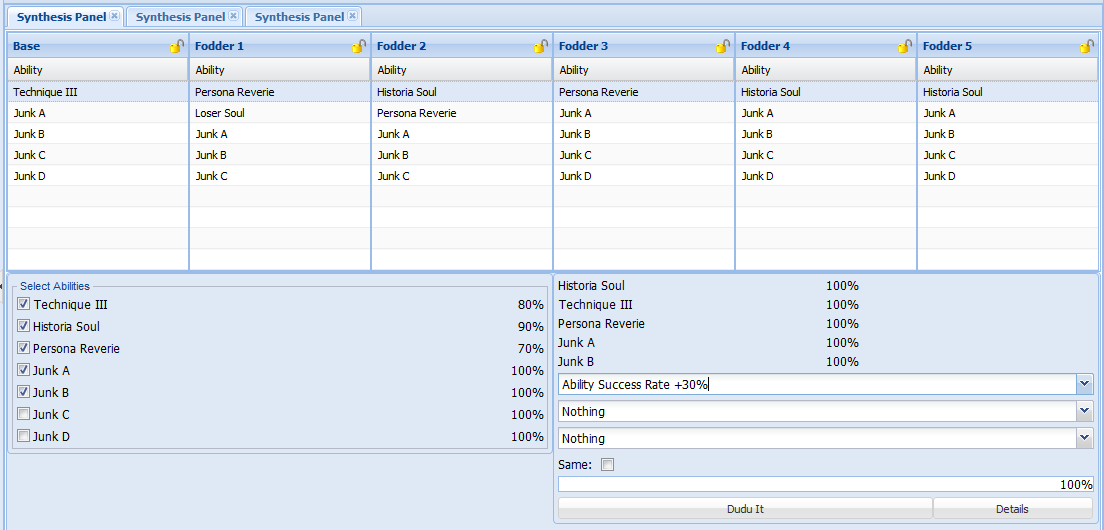 Synthesis Panel Synthesis Panel Synthesis Panel
Base Fodder 1 Fodder 2 Fodder 3 Fodder 4 Fodder 5
Ability Ability Ability Ability Ability Ability
Technique III Persona Reverie Historia Soul Persona Reverie Historia Soul Historia Soul
Junk A Loser Soul Persona Reverie Junk A Junk A Junk A
Junk B Junk A Junk A Junk B Junk B Junk B
Junk C Junk B Junk B Junk C Junk C Junk C
Junk D Junk C Junk C Junk D Junk D Junk D
Select Abilities
Technique III 80%
Historia Soul 90%
Persona Reverie 70%
Junk A 100%
Junk B 100%
Junk C 100%
Junk D 100%
Historia Soul 100%
Technique III 100%
Persona Reverie 100%
Junk A 100%
Junk B 100%
Ability Success Rate +30%
Nothing
Nothing
Same:
100%
Dudu It Details